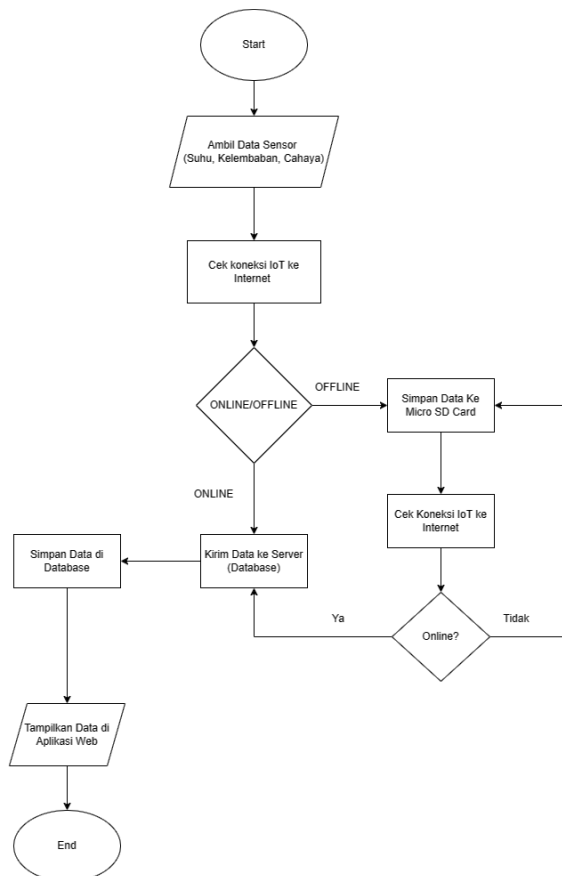 Start
Ambil Data Sensor
(Suhu, Kelembaban, Cahaya)
Cek koneksi IoT ke
Internet
ONLINE/OFFLINE
OFFLINE
Simpan Data Ke
Micro SD Card
ONLINE
Cek Koneksi IoT ke
Internet
Simpan Data di
Database
Kirim Data ke Server
(Database)
Ya
Online?
Tidak
Tampilkan Data di
Aplikasi Web
End